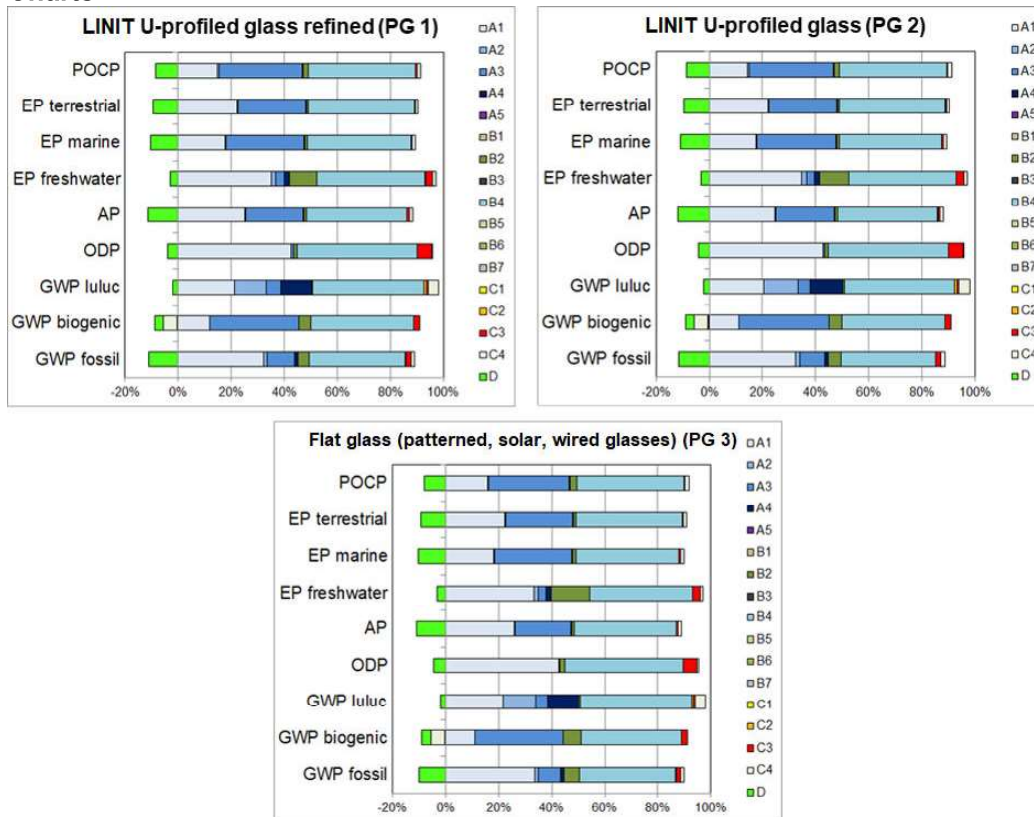 LINIT U-profiled glass refined (PG 1)
POCP
EP terrestrial
EP marine
EP freshwater
AP
ODP
GWP luluc
GWP biogenic
GWP fossil
-20% 0% 20% 40% 60% 80% 100%
A1
A2
A3
A4
A5
B1
B2
B3
B4
B5
B6
B7
C1
C2
C3
C4
D
LINIT U-profiled glass (PG 2)
POCP
EP terrestrial
EP marine
EP freshwater
AP
ODP
GWP luluc
GWP biogenic
GWP fossil
-20% 0% 20% 40% 60% 80% 100%
A1
A2
A3
A4
A5
B1
B2
B3
B4
B5
B6
B7
C1
C2
C3
C4
D
Flat glass (patterned, solar, wired glasses) (PG 3)
POCP
EP terrestrial
EP marine
EP freshwater
AP
ODP
GWP luluc
GWP biogenic
GWP fossil
-20% 0% 20% 40% 60% 80% 100%
A1
A2
A3
A4
A5
B1
B2
B3
B4
B5
B6
B7
C1
C2
C3
C4
D